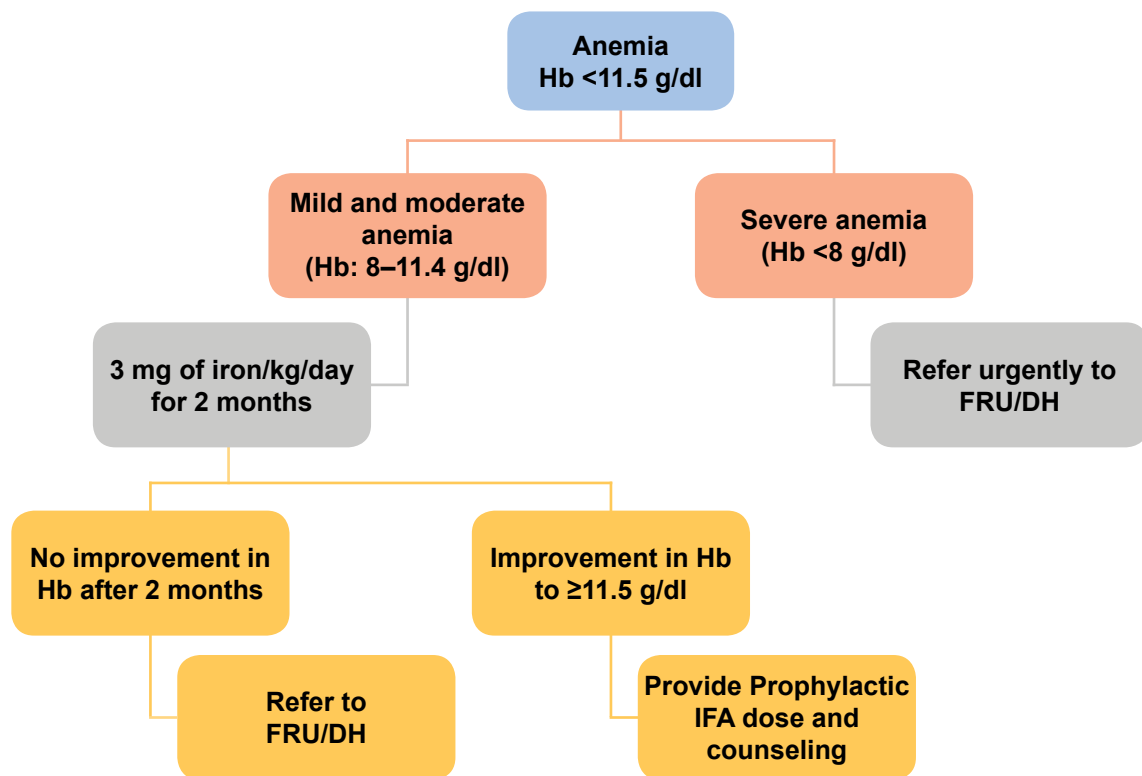 Anemia
Hb <11.5 g/dl
Mild and moderate
anemia
(Hb: 8–11.4 g/dl)
Severe anemia
(Hb <8 g/dl)
3 mg of iron/kg/day
for 2 months
Refer urgently to
FRU/DH
No improvement in
Hb after 2 months
Improvement in Hb
to ≥11.5 g/dl
Refer to
FRU/DH
Provide Prophylactic
IFA dose and
counseling